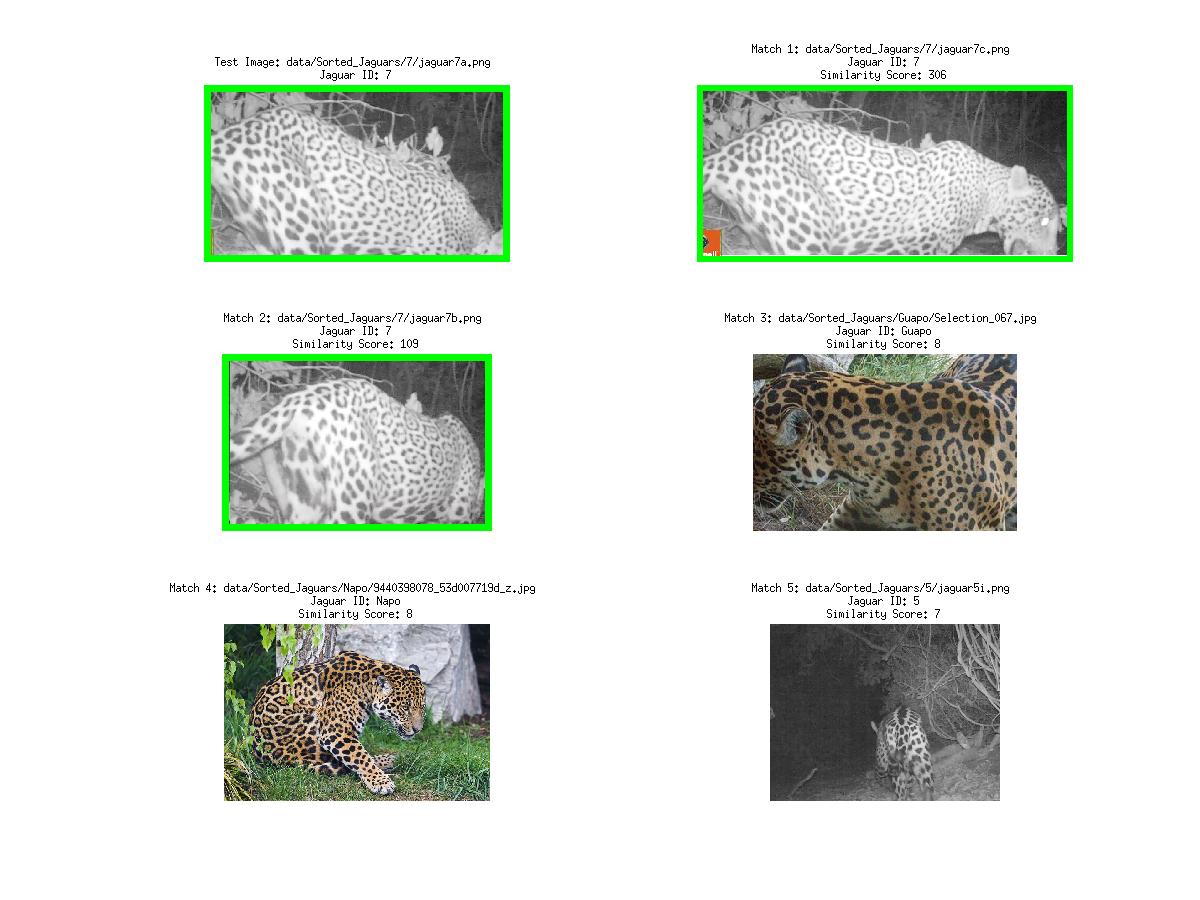 Test Image: data/Sorted_Jaguars/7/jaguar7a.png
Jaguar ID: 7
Match 1: data/Sorted_Jaguars/7/jaguar7c.png
Jaguar ID: 7
Similarity Score: 306
Match 2: data/Sorted_Jaguars/7/jaguar7b.png
Jaguar ID: 7
Similarity Score: 109
Match 3: data/Sorted_Jaguars/Guapo/Selection_067.jpg
Jaguar ID: Guapo
Similarity Score: 8
Match 4: data/Sorted_Jaguars/Napo/9440398078_53d007719d_z.jpg
Jaguar ID: Napo
Similarity Score: 8
Match 5: data/Sorted_Jaguars/5/jaguar5i.png
Jaguar ID: 5
Similarity Score: 7